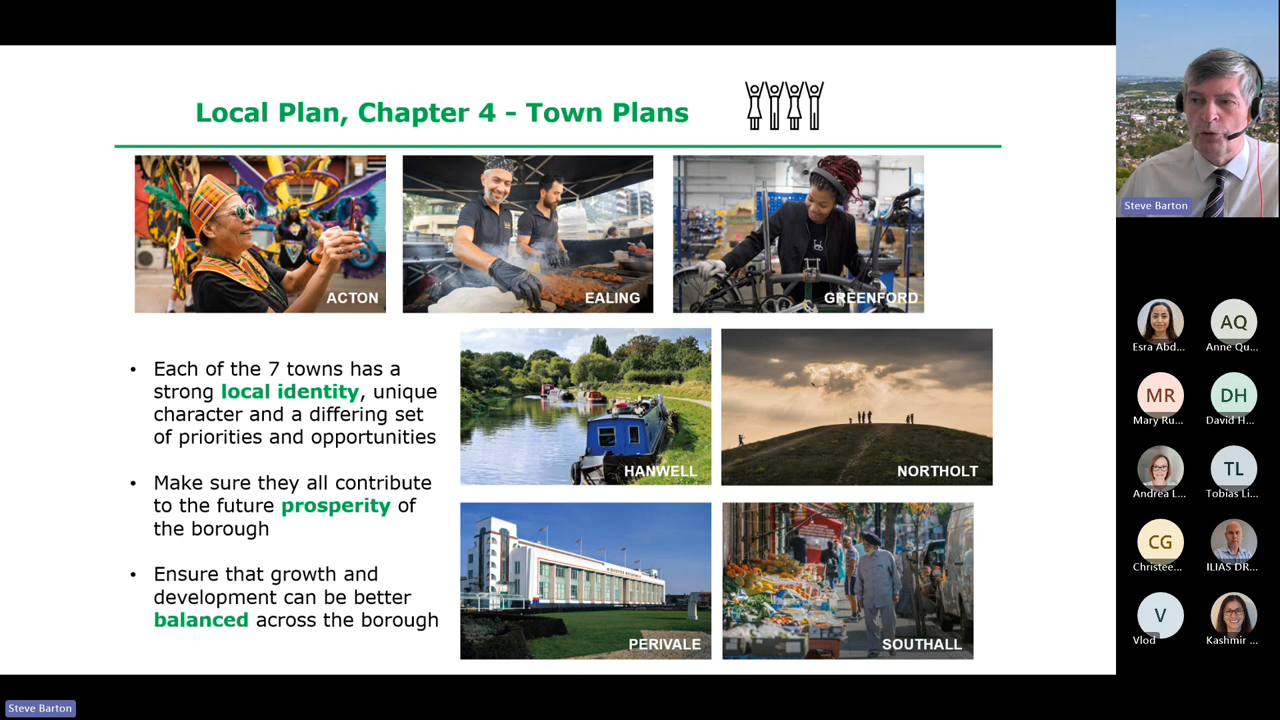 Local Plan, Chapter 4 - Town Plans
ACTON
EALING
GREENFORD
• Each of the 7 towns has a
strong local identity, unique
character and a differing set
of priorities and opportunities
• Make sure they all contribute
to the future prosperity of
the borough
• Ensure that growth and
development can be better
balanced across the borough
HANWELL
NORTHOLT
PERIVALE
SOUTHALL
Steve Barton
Esra Abd...
AQ
Anne Qu...
MR
Mary Ru...
DH
David H...
Andrea L...
TL
Tobias Li...
CG
Christee...
ILIAS DR...
V
Vlod
Kashmir ...
Steve Barton